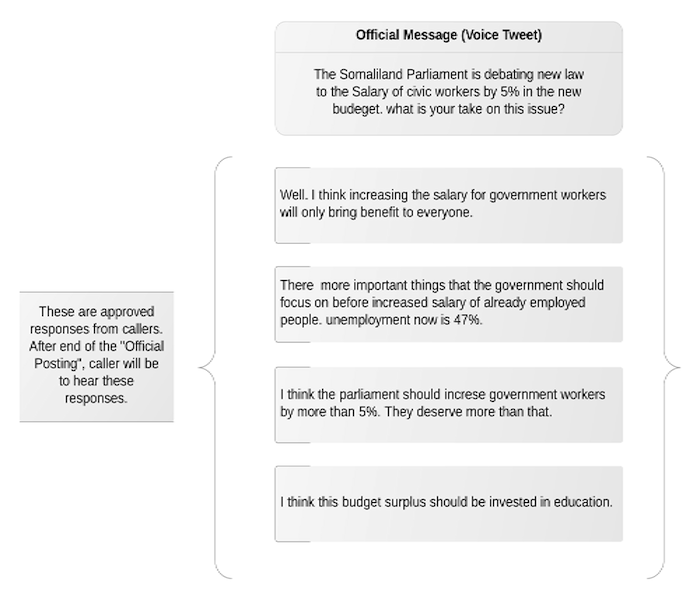 Official Message (Voice Tweet)
The Somaliland Parliament is debating new law
to the Salary of civic workers by 5% in the new
budeget. what is your take on this issue?
Well. I think increasing the salary for government workers
will only bring benefit to everyone.
There  more important things that the government should
focus on before increased salary of already employed
people. unemployment now is 47%.
These are approved
responses from callers.
After end of the "Official
Posting", caller will be
to hear these
responses.
I think the parliament should increse government workers
by more than 5%. They deserve more than that.
I think this budget surplus should be invested in education.